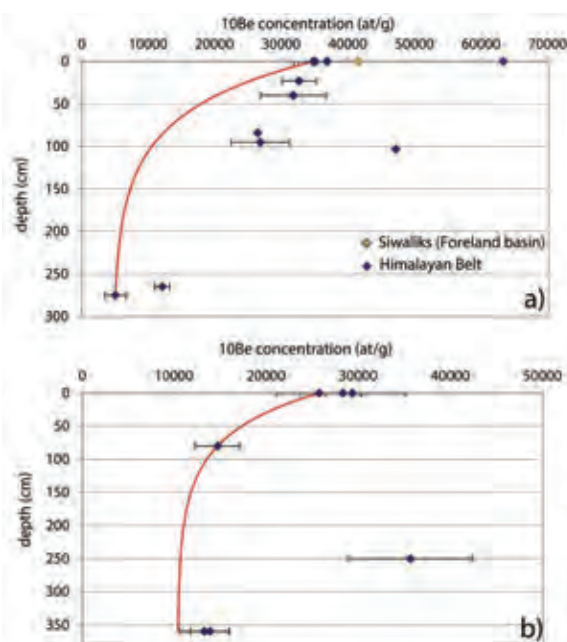 10Be concentration (at/g)
0 10000 20000 30000 40000 50000 60000 70000
0
50
100
150
200
250
300
depth (cm)
Siwaliks (Foreland basin)
Himalayan Belt
a)
10Be concentration (at/g)
0 10000 20000 30000 40000 50000
0
50
100
150
200
250
300
350
depth (cm)
b)